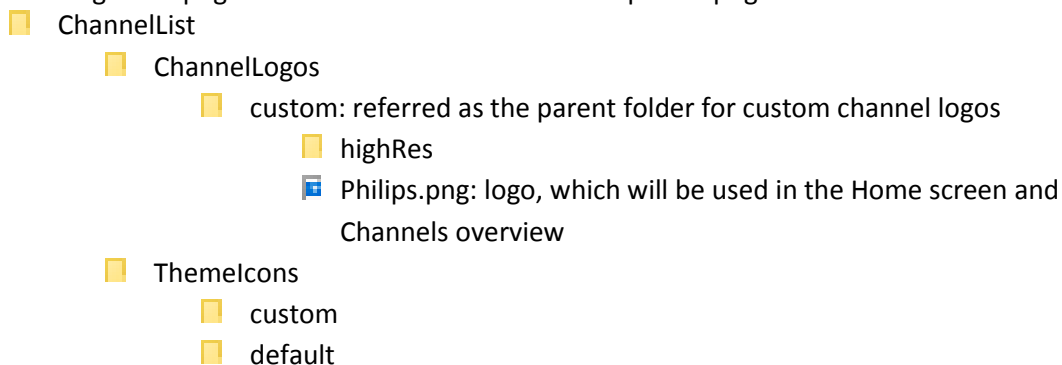 ChannelList
ChannelLogos
custom: referred as the parent folder for custom channel logos
highRes
Philips.png: logo, which will be used in the Home screen and
Channels overview
ThemeIcons
custom
default